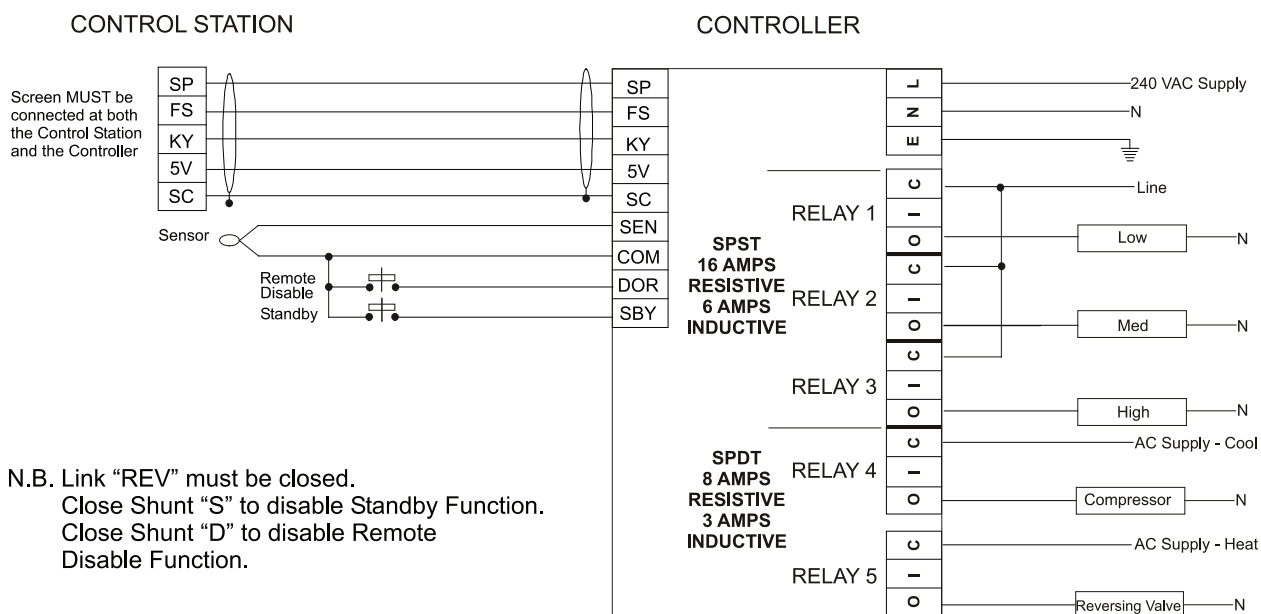 CONTROL STATION
CONTROLLER
Screen MUST be
connected at both
the Control Station
and the Controller
SP
FS
KY
5V
SC
Sensor
Remote
Disable
Standby
SP
FS
KY
5V
SC
SEN
COM
DOR
SBY
SPST
16 AMPS
RESISTIVE
6 AMPS
INDUCTIVE
SPDT
8 AMPS
RESISTIVE
3 AMPS
INDUCTIVE
RELAY 1
RELAY 2
RELAY 3
RELAY 4
RELAY 5
L
N
E
C
I
O
C
I
O
C
I
O
C
I
O
C
I
O
240 VAC Supply
N
Line
Low N
Med N
High N
AC Supply - Cool
Compressor N
AC Supply - Heat
Reversing Valve N
N.B. Link “REV” must be closed.
Close Shunt “S” to disable Standby Function.
Close Shunt “D” to disable Remote
Disable Function.